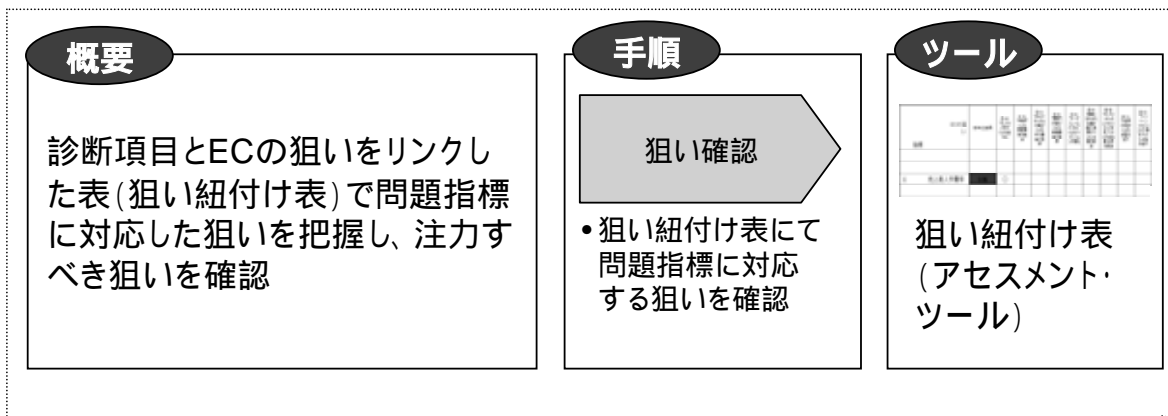 概要
診断項目とECの狙いをリンクし
た表(狙い紐付け表)で問題指標
に対応した狙いを把握し、注力す
べき狙いを確認
手順
狙い確認
•狙い紐付け表にて
問題指標に対応
する狙いを確認
ツール
狙い紐付け表
(アセスメント・
ツール)